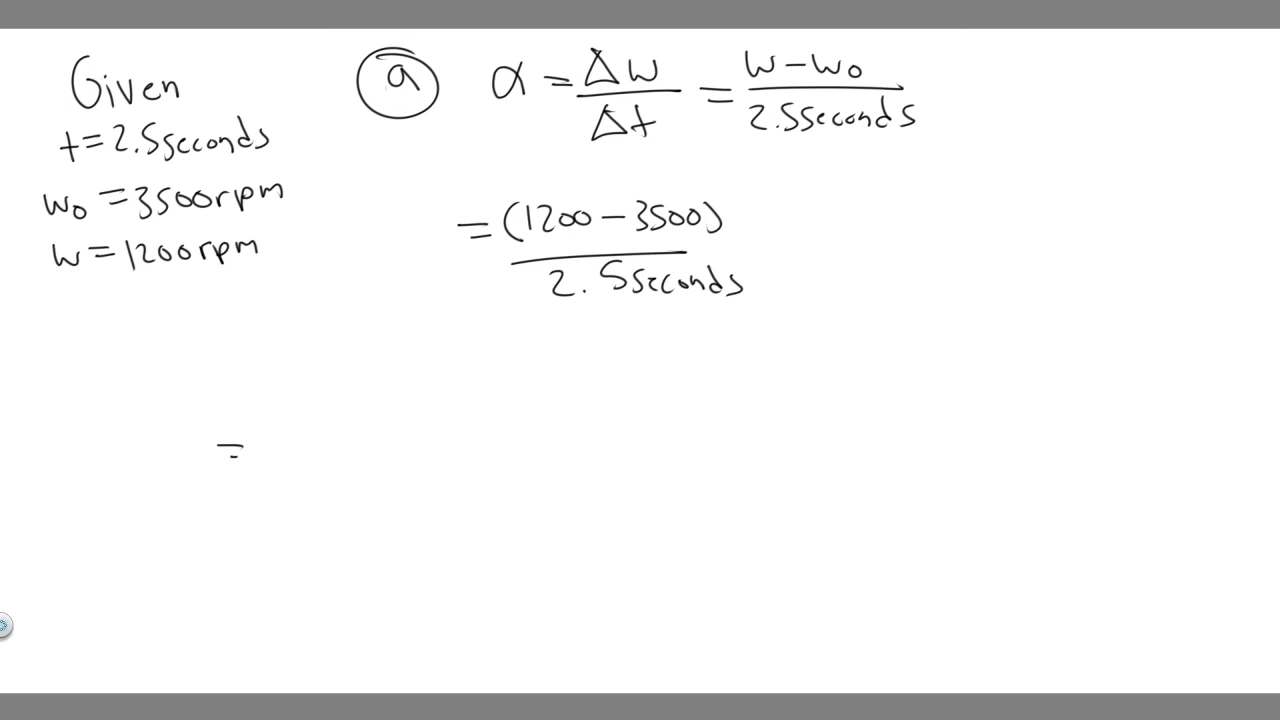 Given
t = 2.5seconds
w₀ = 3500rpm
w = 1200rpm
a
α = Δw/Δt = w - w₀/2.5seconds
= (1200 - 3500)/2.5seconds
=